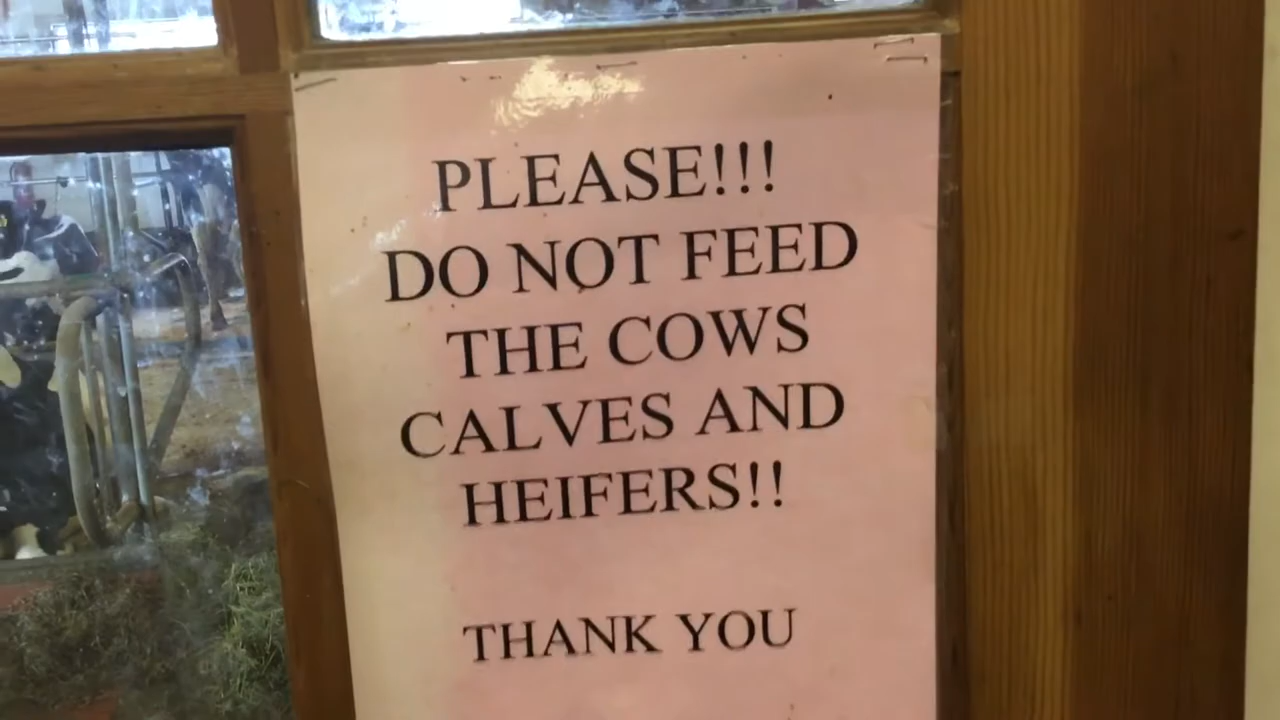 PLEASE!!!
DO NOT FEED
THE COWS
CALVES AND
HEIFERS!!
THANK YOU